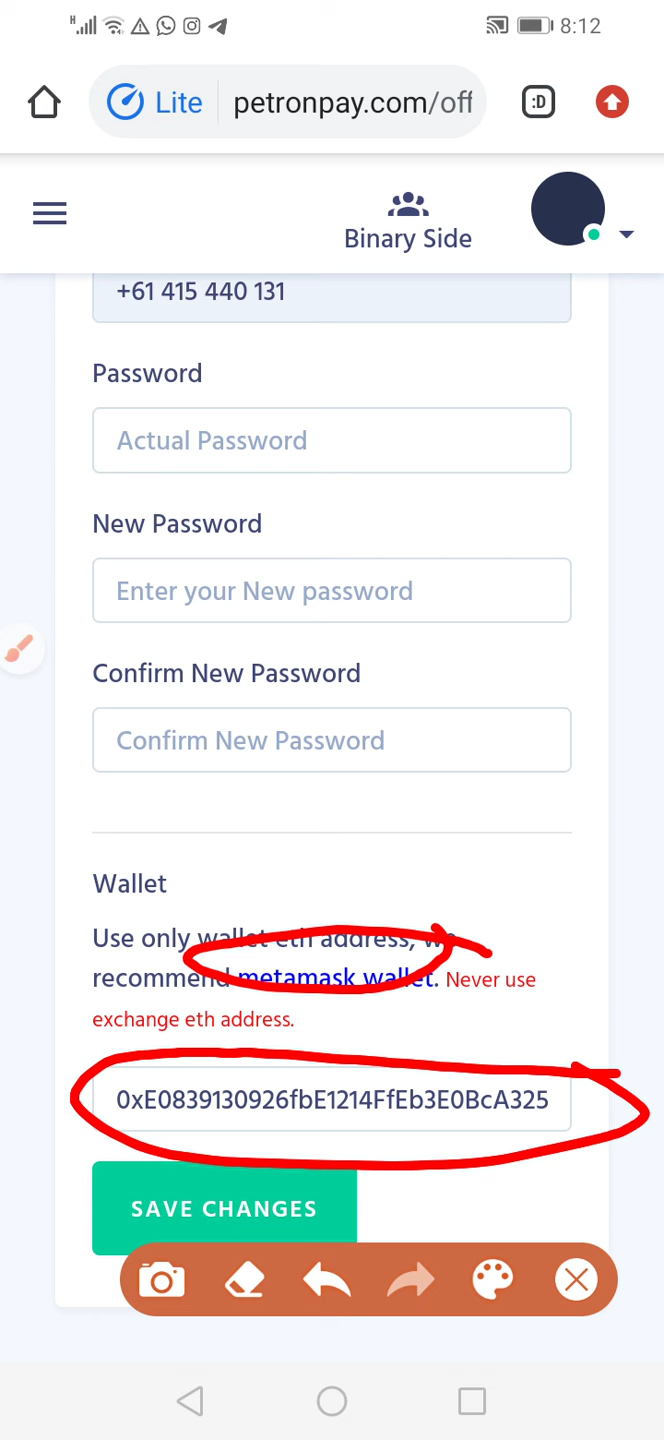 H
8:12
Lite
petronpay.com/off
:D
Binary Side
+61 415 440 131
Password
Actual Password
New Password
Enter your New password
Confirm New Password
Confirm New Password
Wallet
Use only wallet eth address, we
recommend metamask wallet. Never use
exchange eth address.
0xE0839130926fbE1214FfEb3E0BcA325
SAVE CHANGES